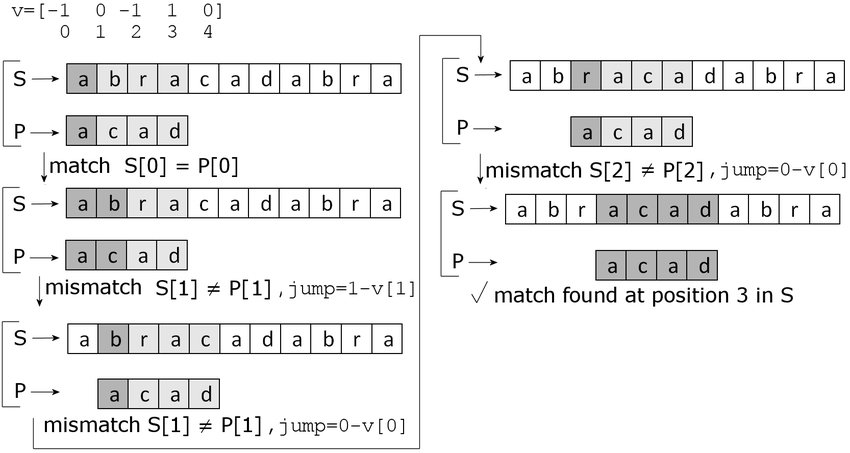 v=[-1 0 -1 1 0]
0 1 2 3 4
S a b r a c a d a b r a
P a c a d
match S[0] = P[0]
S a b r a c a d a b r a
P a c a d
mismatch S[1] ≠ P[1] , jump=1-v[1]
S a b r a c a d a b r a
P a c a d
mismatch S[1] ≠ P[1] , jump=0-v[0]
S a b r a c a d a b r a
P a c a d
mismatch S[2] ≠ P[2] , jump=0-v[0]
S a b r a c a d a b r a
P a c a d
√ match found at position 3 in S